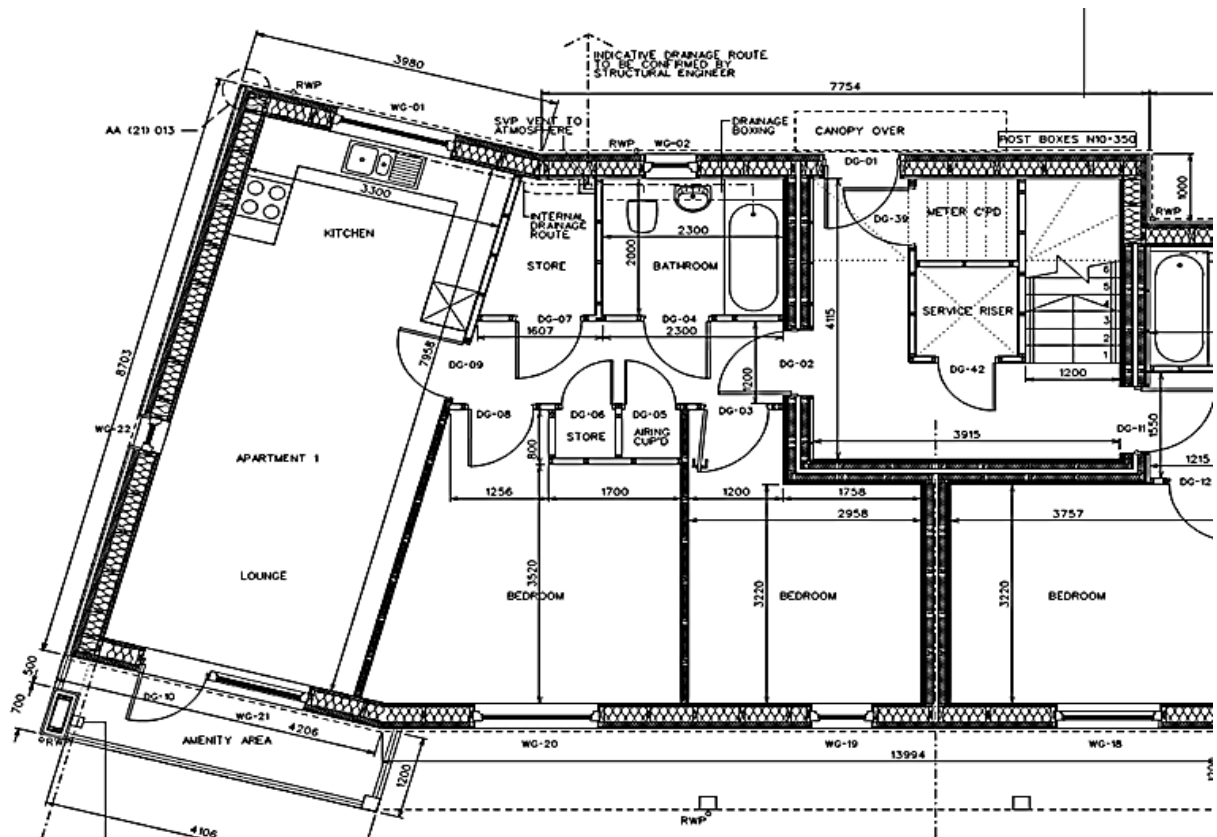 3980
INDICATIVE DRAINAGE ROUTE
TO BE CONFIRMED BY
STRUCTURAL ENGINEER
7754
RWP
WG-01
AA (21) 013
SVP VENT TO
ATMOSPHERE
RWP
WG-02
DRAINAGE
BOXING
CANOPY OVER
POST BOXES N10-350
DG-01
1000
RWP
3300
KITCHEN
INTERNAL
DRAINAGE
ROUTE
STORE
2000
2300
BATHROOM
DG-39
METER C'PD
4115
SERVICE RISER
6
5
4
3
2
1
8703
7958
DG-07
1607
DG-04
2300
DG-09
1200
DG-02
DG-42
1200
WG-22
DG-08
DG-06
STORE
DG-05
AIRING
CUP'D
DG-03
800
3915
DG-11
1550
1215
DG-12
APARTMENT 1
1256
1700
1200
1758
2958
3757
LOUNGE
3520
BEDROOM
3220
BEDROOM
3220
BEDROOM
500
700
DG-10
WG-21
4206
RWP
AMENITY AREA
1200
WG-20
WG-19
WG-18
13994
1200
RWP
4106